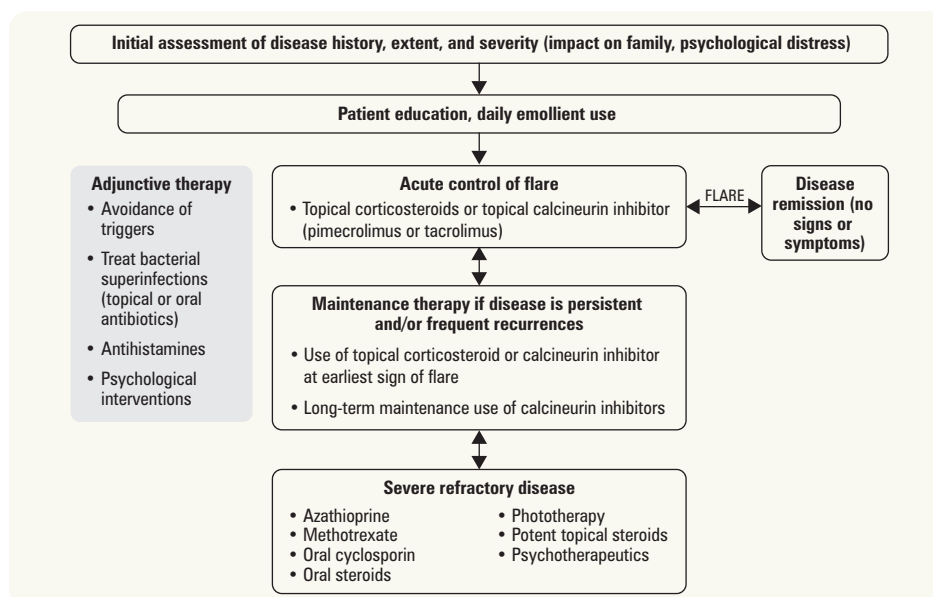 Initial assessment of disease history, extent, and severity (impact on family, psychological distress)
Patient education, daily emollient use
Adjunctive therapy
• Avoidance of
triggers
• Treat bacterial
superinfections
(topical or oral
antibiotics)
• Antihistamines
• Psychological
interventions
Acute control of flare
• Topical corticosteroids or topical calcineurin inhibitor
(pimecrolimus or tacrolimus)
FLARE
Disease
remission (no
signs or
symptoms)
Maintenance therapy if disease is persistent
and/or frequent recurrences
• Use of topical corticosteroid or calcineurin inhibitor
at earliest sign of flare
• Long-term maintenance use of calcineurin inhibitors
Severe refractory disease
• Azathioprine
• Methotrexate
• Oral cyclosporin
• Oral steroids
• Phototherapy
• Potent topical steroids
• Psychotherapeutics